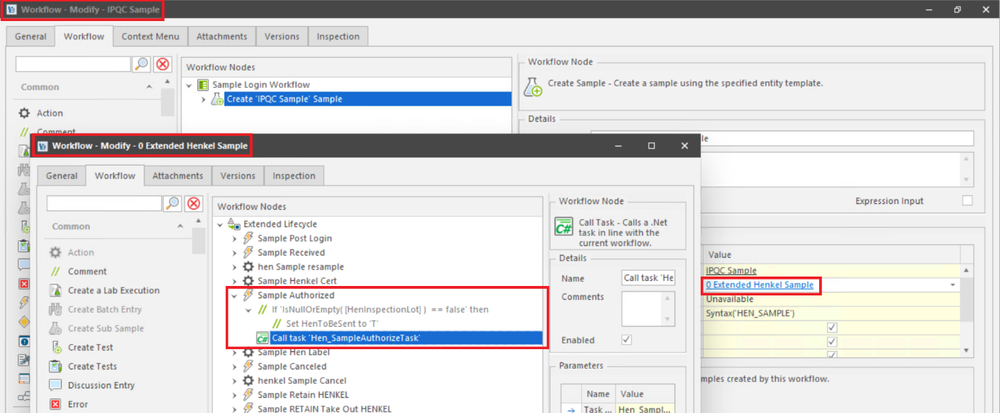 Workflow - Modify - IPQC Sample
General
Workflow
Context Menu
Attachments
Versions
Inspection
Workflow Nodes
Sample Login Workflow
Create 'IPQC Sample' Sample
Common
Action
Comment
Workflow Node
Create Sample - Create a sample using the specified entity template.
Details
Expression Input
Value
IPQC Sample
0 Extended Henkel Sample
Unavailable
Syntax('HEN_SAMPLE')
mples created by this workflow.
Workflow - Modify - 0 Extended Henkel Sample
General
Workflow
Attachments
Versions
Inspection
Common
Action
Comment
Create a Lab Execution
Create Batch Entry
Create Sub Sample
Create Test
Create Tests
Discussion Entry
Error
Workflow Nodes
Extended Lifecycle
Sample Post Login
Sample Received
hen Sample resample
Sample Henkel Cert
Sample Authorized
// If 'IsNullOrEmpty( [HenInspectionLot] ) == false' then
// Set HenToBeSent to 'T'
C# Call task 'Hen_SampleAuthorizeTask'
Sample Hen Label
Sample Canceled
henkel Sample Cancel
Sample Retain HENKEL
Sample RETAIN Take Out HENKEL
Workflow Node
C#
Call Task - Calls a .Net
task in line with the
current workflow.
Details
Name
Call task 'He
Comments
Enabled
Parameters
Name Value
Task ... Hen_Sampl...